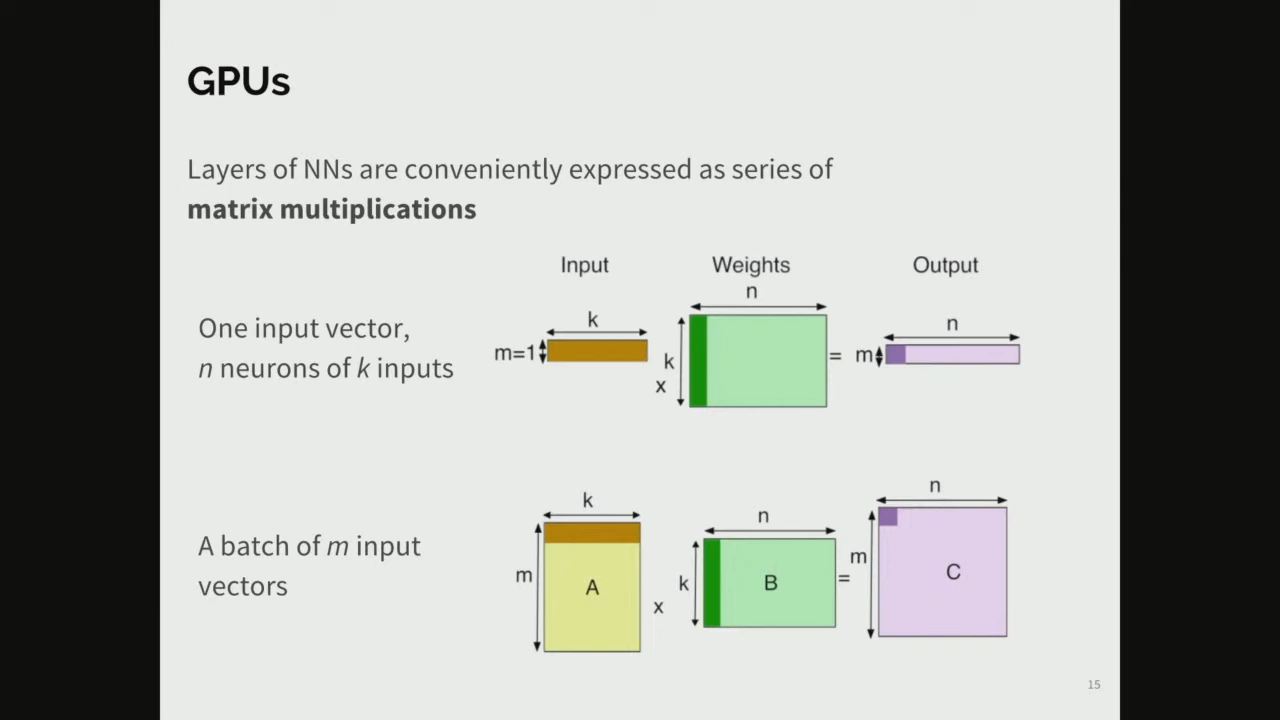 GPUs
Layers of NNs are conveniently expressed as series of
matrix multiplications
Input Weights Output
One input vector,
n neurons of k inputs
k
m=1
n
k
x
=
n
m
A batch of m input
vectors
k
m
A
x
n
k
B
=
n
m
C
15